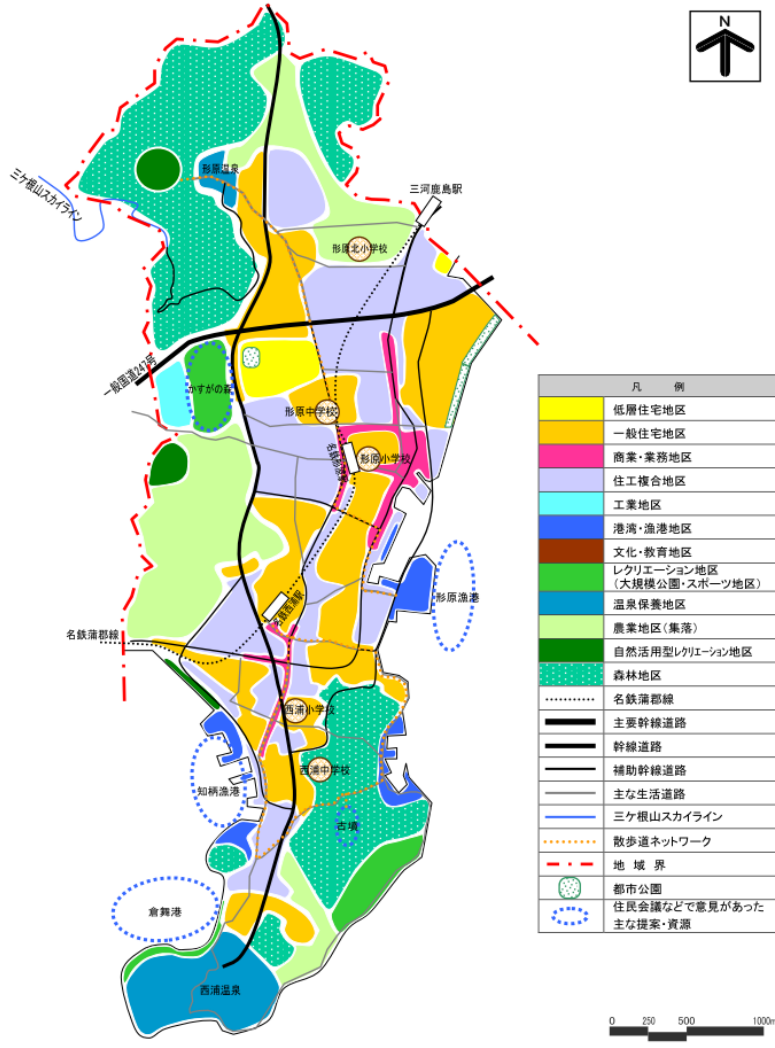 N
三ケ根山スカイライン
形原温泉
三河鹿島駅
形原北小学校
一般国道247号
かすがの森
形原中学校
名鉄形原駅
形原小学校
形原漁港
名鉄西浦駅
名鉄蒲郡線
西浦小学校
西浦中学校
知柄漁港
古墳
倉舞港
西浦温泉
凡 例
低層住宅地区
一般住宅地区
商業・業務地区
住工複合地区
工業地区
港湾・漁港地区
文化・教育地区
レクリエーション地区
(大規模公園・スポーツ地区)
温泉保養地区
農業地区(集落)
自然活用型レクリエーション地区
森林地区
名鉄蒲郡線
主要幹線道路
幹線道路
補助幹線道路
主な生活道路
三ケ根山スカイライン
散歩道ネットワーク
地 域 界
都市公園
住民会議などで意見があった
主な提案・資源
0 250 500 1000m